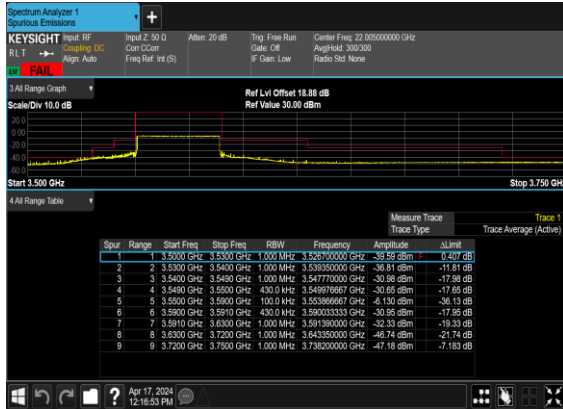 Spectrum Analyzer 1
Spurious Emissions
KEYSIGHT Input: RF Input Z: 50 Ω Atten: 20 dB Trig: Free Run Center Freq: 22.005000000 GHz
RLT Coupling: DC Corr CCorr Gate: Off Avg|Hold: 300/300
Align: Auto Freq Ref: Int (S) IF Gain: Low Radio Std: None
FAIL
3 All Range Graph
Ref Lvl Offset 18.88 dB
Scale/Div 10.0 dB Ref Value 30.00 dBm
20.0
0.00
-20.0
-40.0
-60.0
Start 3.500 GHz Stop 3.750 GH
4 All Range Table
Measure Trace Trace 1
Trace Type Trace Average (Active)
Spur Range Start Freq Stop Freq RBW Frequency Amplitude ΔLimit
1 1 3.5000 GHz 3.5300 GHz 1.000 MHz 3.526700000 GHz -39.59 dBm F 0.407 dB
2 2 3.5300 GHz 3.5400 GHz 1.000 MHz 3.539350000 GHz -36.81 dBm -11.81 dB
3 3 3.5400 GHz 3.5490 GHz 1.000 MHz 3.547770000 GHz -30.98 dBm -17.98 dB
4 4 3.5490 GHz 3.5500 GHz 430.0 kHz 3.549976667 GHz -30.65 dBm -17.65 dB
5 5 3.5500 GHz 3.5900 GHz 100.0 kHz 3.553866667 GHz -6.130 dBm -36.13 dB
6 6 3.5900 GHz 3.5910 GHz 430.0 kHz 3.590033333 GHz -30.95 dBm -17.95 dB
7 7 3.5910 GHz 3.6300 GHz 1.000 MHz 3.591390000 GHz -32.33 dBm -19.33 dB
8 8 3.6300 GHz 3.7200 GHz 1.000 MHz 3.643350000 GHz -46.74 dBm -21.74 dB
9 9 3.7200 GHz 3.7500 GHz 1.000 MHz 3.738200000 GHz -47.18 dBm -7.183 dB
Apr 17, 2024
12:16:53 PM